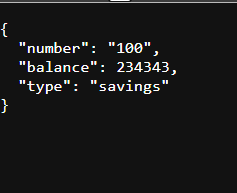 {
  "number": "100",
  "balance": 234343,
  "type": "savings"
}